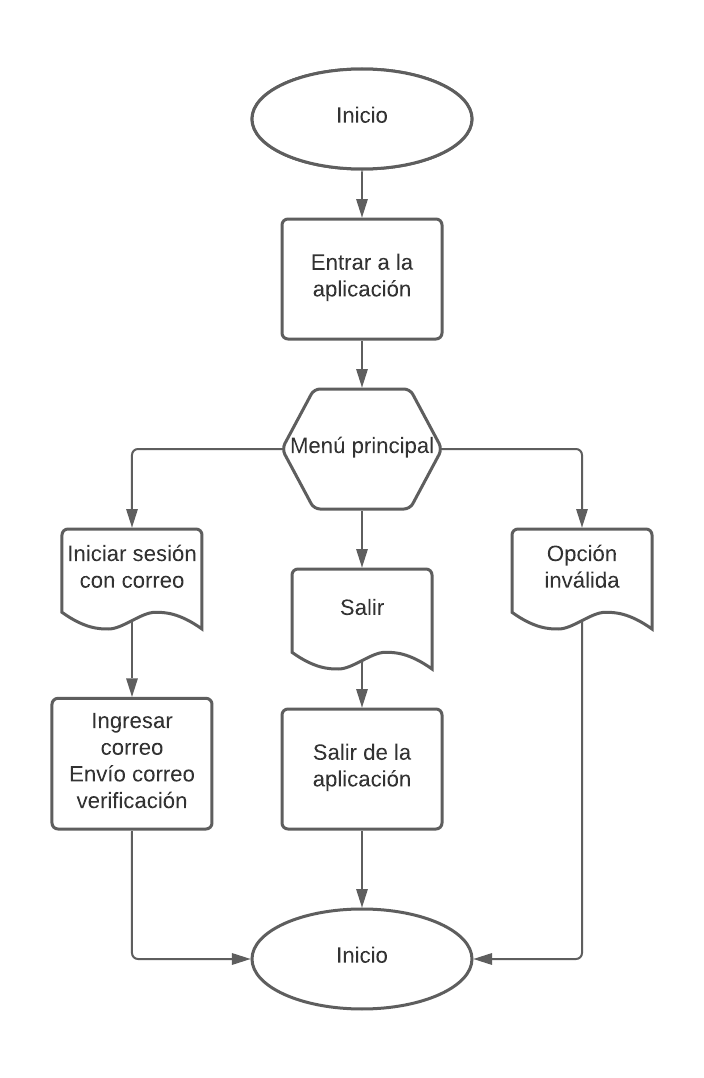 Inicio
Entrar a la
aplicación
Menú principal
Iniciar sesión
con correo
Salir
Opción
inválida
Ingresar
correo
Envío correo
verificación
Salir de la
aplicación
Inicio